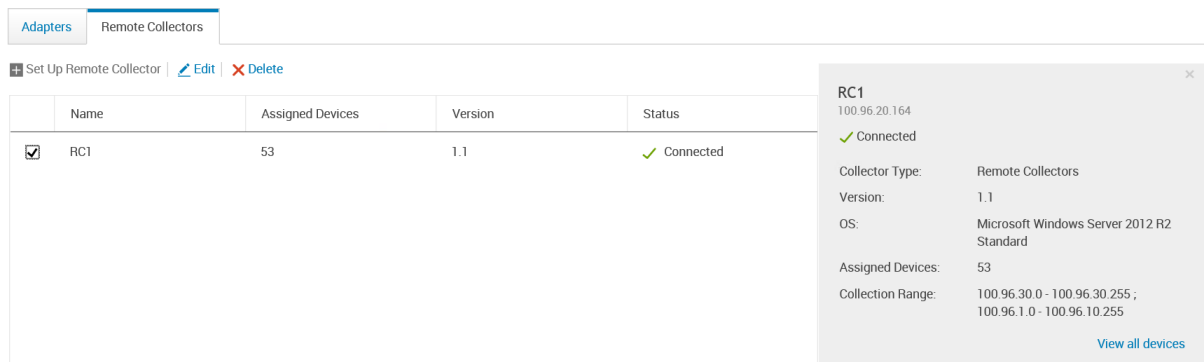 Adapters
Remote Collectors
Set Up Remote Collector
Edit
Delete
Name
Assigned Devices
Version
Status
RC1
53
1.1
Connected
RC1
100.96.20.164
Connected
Collector Type: Remote Collectors
Version: 1.1
OS: Microsoft Windows Server 2012 R2
Standard
Assigned Devices: 53
Collection Range: 100.96.30.0 - 100.96.30.255 ;
100.96.1.0 - 100.96.10.255
View all devices